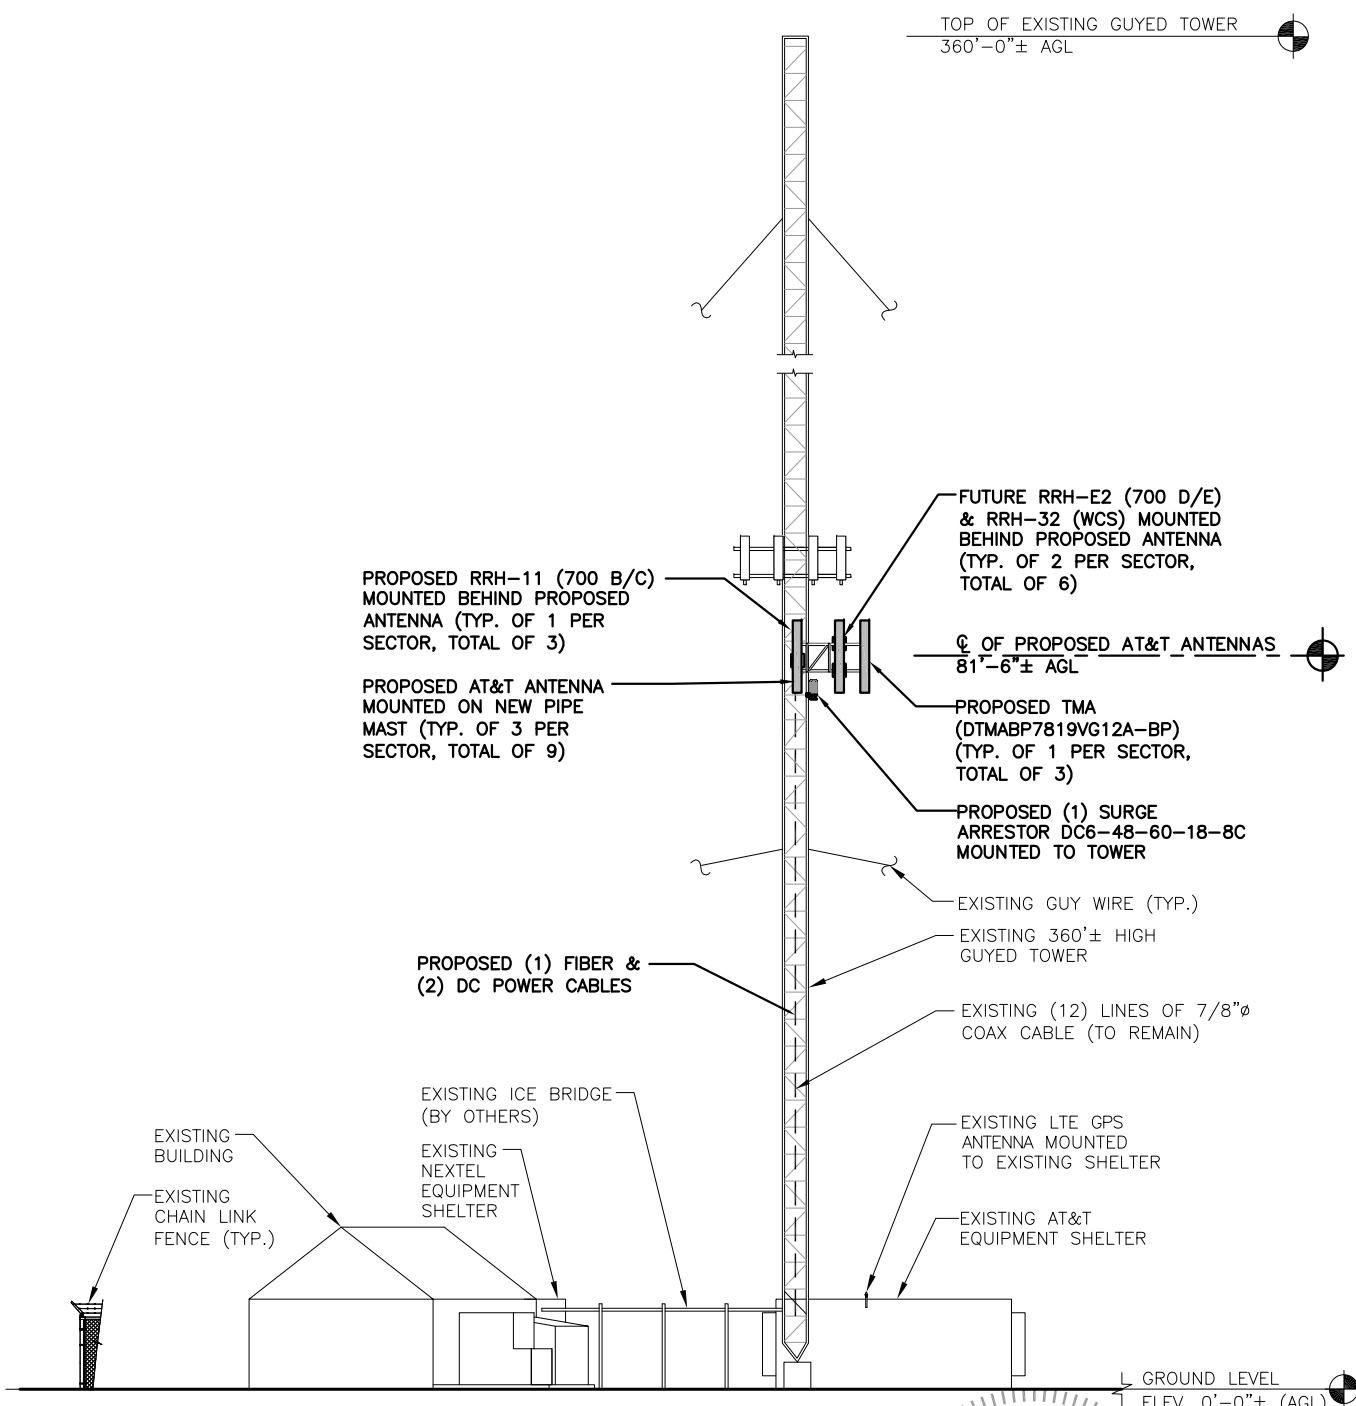 TOP OF EXISTING GUYED TOWER
360'-0"± AGL
FUTURE RRH-E2 (700 D/E)
& RRH-32 (WCS) MOUNTED
BEHIND PROPOSED ANTENNA
(TYP. OF 2 PER SECTOR,
TOTAL OF 6)
PROPOSED RRH-11 (700 B/C)
MOUNTED BEHIND PROPOSED
ANTENNA (TYP. OF 1 PER
SECTOR, TOTAL OF 3)
℄ OF PROPOSED AT&T ANTENNAS
81'-6"± AGL
PROPOSED AT&T ANTENNA
MOUNTED ON NEW PIPE
MAST (TYP. OF 3 PER
SECTOR, TOTAL OF 9)
PROPOSED TMA
(DTMABP7819VG12A-BP)
(TYP. OF 1 PER SECTOR,
TOTAL OF 3)
PROPOSED (1) SURGE
ARRESTOR DC6-48-60-18-8C
MOUNTED TO TOWER
EXISTING GUY WIRE (TYP.)
EXISTING 360'± HIGH
GUYED TOWER
PROPOSED (1) FIBER &
(2) DC POWER CABLES
EXISTING (12) LINES OF 7/8"ø
COAX CABLE (TO REMAIN)
EXISTING ICE BRIDGE
(BY OTHERS)
EXISTING LTE GPS
ANTENNA MOUNTED
TO EXISTING SHELTER
EXISTING
BUILDING
EXISTING
NEXTEL
EQUIPMENT
SHELTER
EXISTING
CHAIN LINK
FENCE (TYP.)
EXISTING AT&T
EQUIPMENT SHELTER
GROUND LEVEL
ELEV. 0'-0"± (AGL)